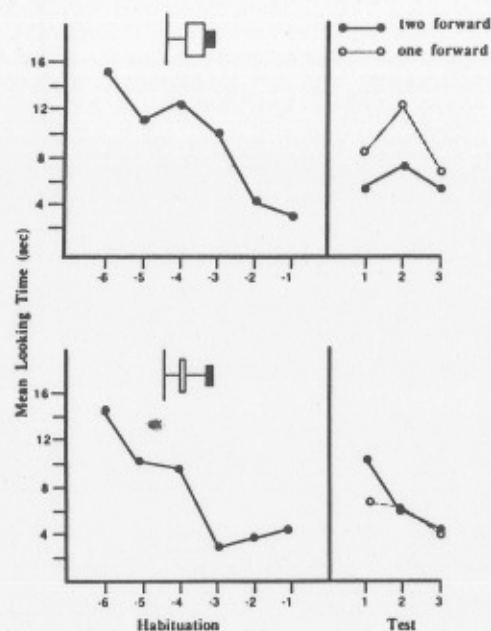 two forward
one forward
16
12
8
4
-6 -5 -4 -3 -2 -1
1 2 3
Mean Looking Time (sec)
16
12
8
4
-6 -5 -4 -3 -2 -1
1 2 3
Habituation
Test